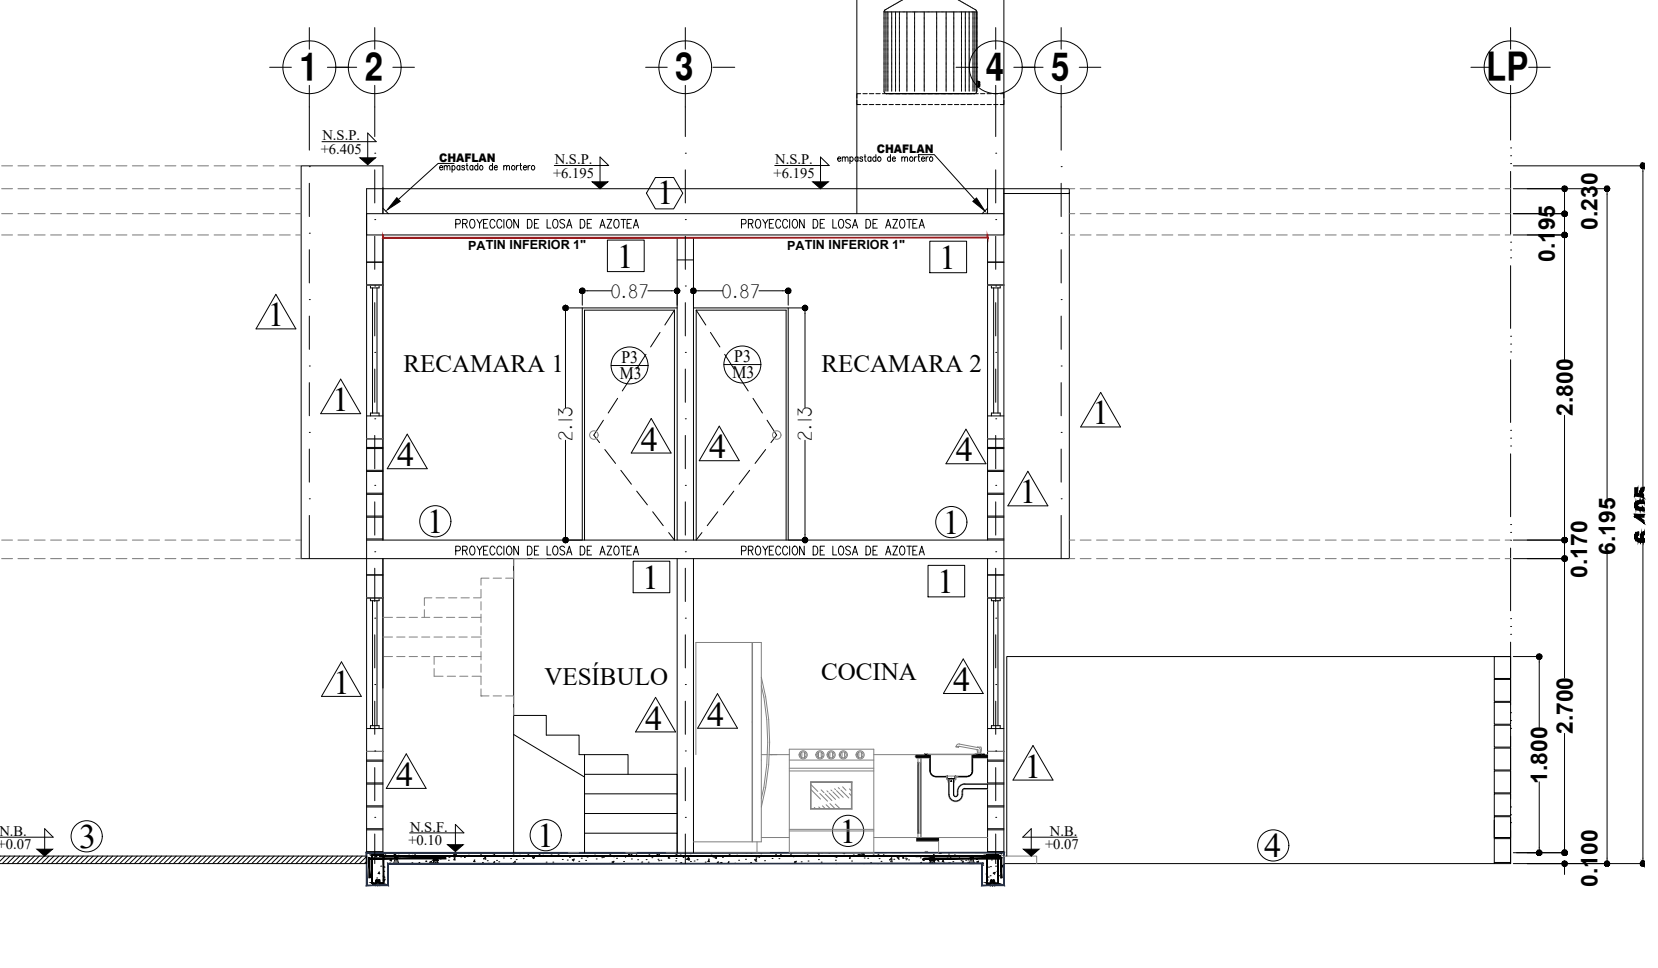 1 2 3 4 5 LP
N.S.P.
+6.405
CHAFLAN
empastado de mortero
N.S.P.
+6.195
N.S.P.
+6.195
CHAFLAN
empastado de mortero
1
PROYECCION DE LOSA DE AZOTEA PROYECCION DE LOSA DE AZOTEA
PATIN INFERIOR 1" PATIN INFERIOR 1"
1 1
0.230
0.195
0.87 0.87
1
P3
M3
P3
M3
RECAMARA 1 RECAMARA 2
2.13 2.13
2.800
1 1
4 4 4 4
1
1 1
6.195
0.170
PROYECCION DE LOSA DE AZOTEA PROYECCION DE LOSA DE AZOTEA
1 1
VESÍBULO COCINA
1 4
4 4
2.700
1.800
4 1
N.B.
+0.07
3
N.S.F.
+0.10
1 1
N.B.
+0.07
4
0.100